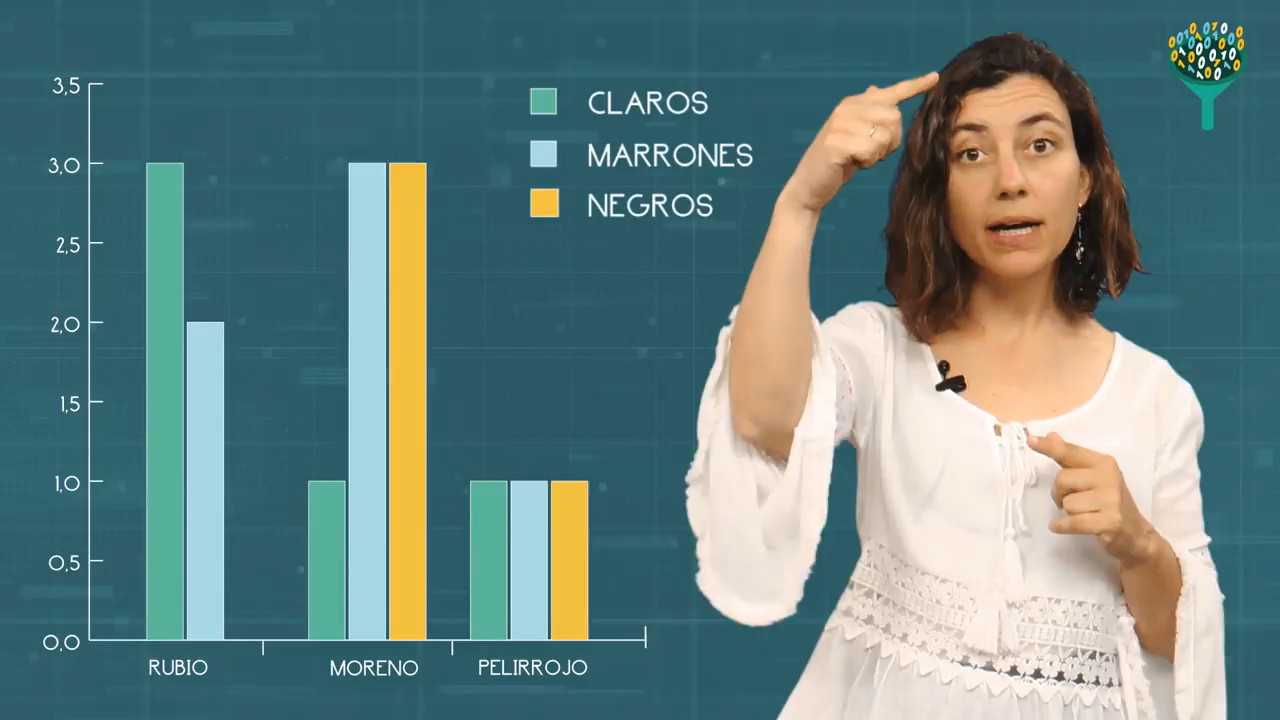 3,5
3,0
2,5
2,0
1,5
1,0
0,5
0,0
RUBIO
MORENO
PELIRROJO
CLAROS
MARRONES
NEGROS